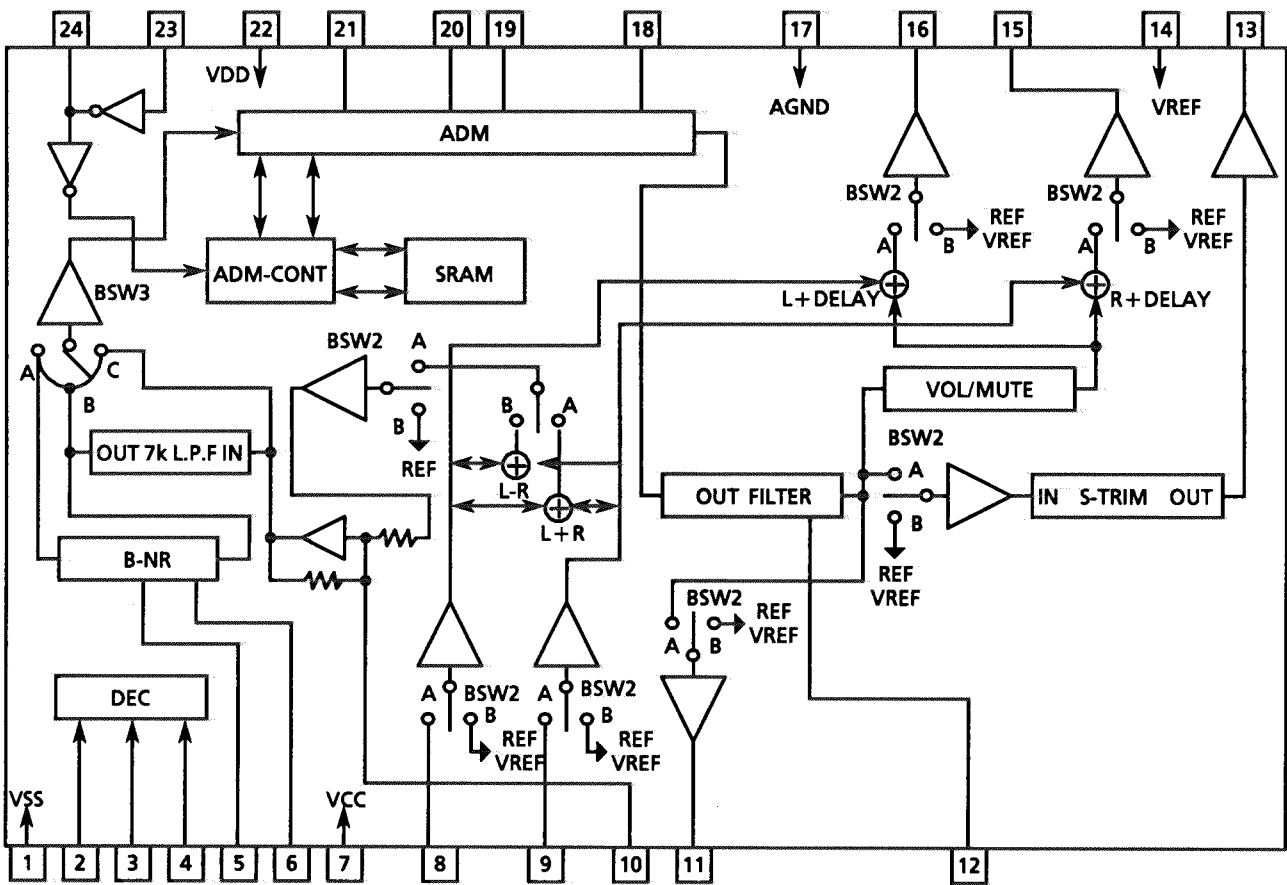 24 23 22 21 20 19 18 17 16 15 14 13
VDD
AGND
VREF
ADM
BSW2
BSW2
REF
VREF
REF
VREF
A
B
A
B
ADM-CONT
SRAM
BSW3
L+DELAY
R+DELAY
BSW2
A
A
C
B
B
A
B
REF
VOL/MUTE
BSW2
OUT 7k L.P.F IN
L-R
L+R
OUT FILTER
A
B
IN S-TRIM OUT
B-NR
REF
VREF
BSW2
REF
VREF
A
B
DEC
A
BSW2
B
A
BSW2
B
REF
VREF
REF
VREF
VSS
VCC
1 2 3 4 5 6 7 8 9 10 11 12